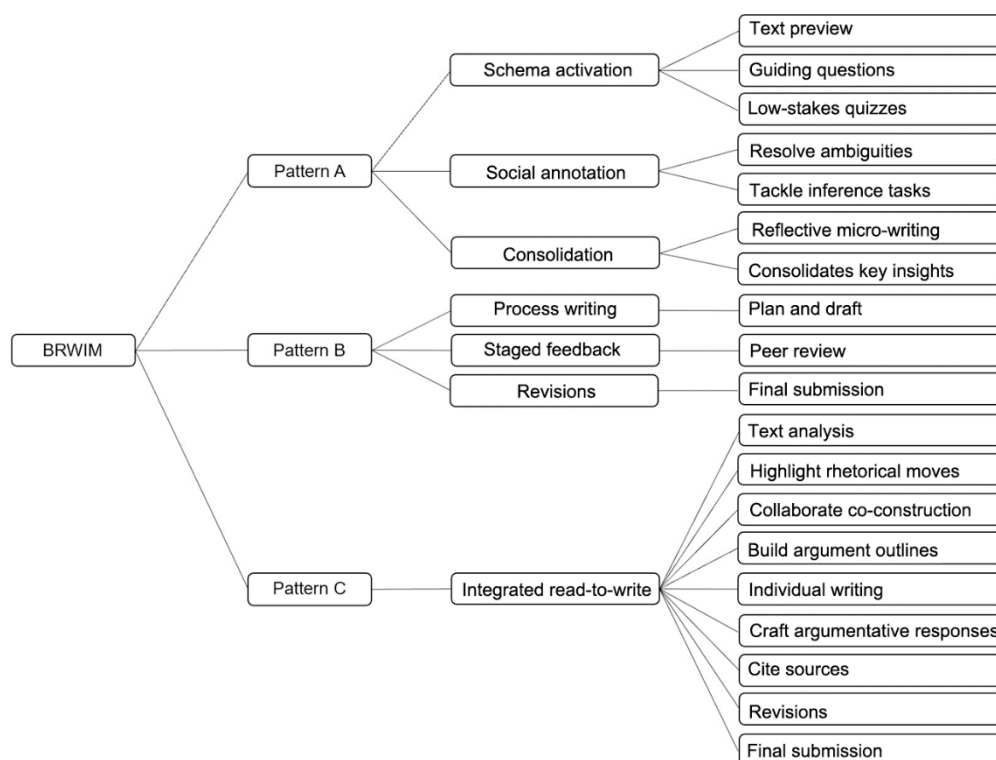 BRWIM
Pattern A
Schema activation
Text preview
Guiding questions
Low-stakes quizzes
Social annotation
Resolve ambiguities
Tackle inference tasks
Consolidation
Reflective micro-writing
Consolidates key insights
Pattern B
Process writing
Plan and draft
Staged feedback
Peer review
Revisions
Final submission
Pattern C
Integrated read-to-write
Text analysis
Highlight rhetorical moves
Collaborate co-construction
Build argument outlines
Individual writing
Craft argumentative responses
Cite sources
Revisions
Final submission